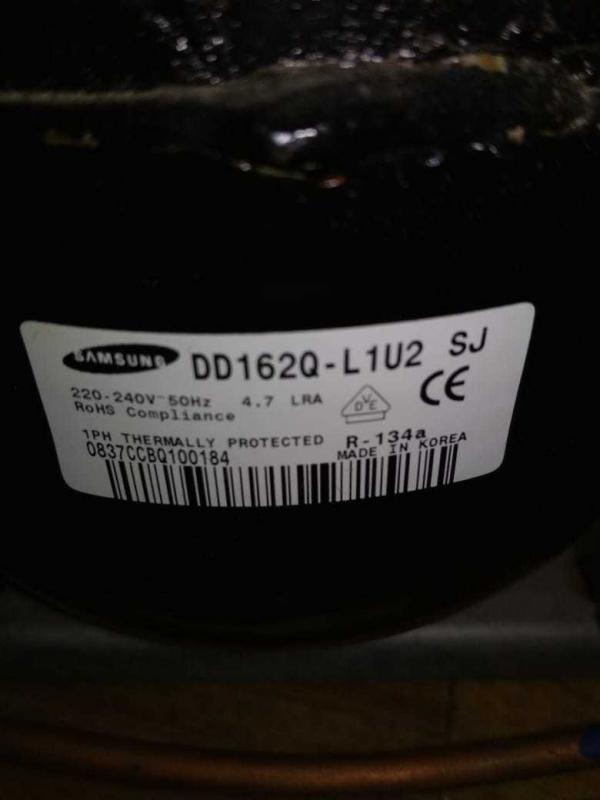 SAMSUNG DD162Q-L1U2 SJ
220-240V~50Hz 4.7 LRA
RoHS Compliance
VDE
CE
1PH THERMALLY PROTECTED R-134a
0837CCBQ100184 MADE IN KOREA